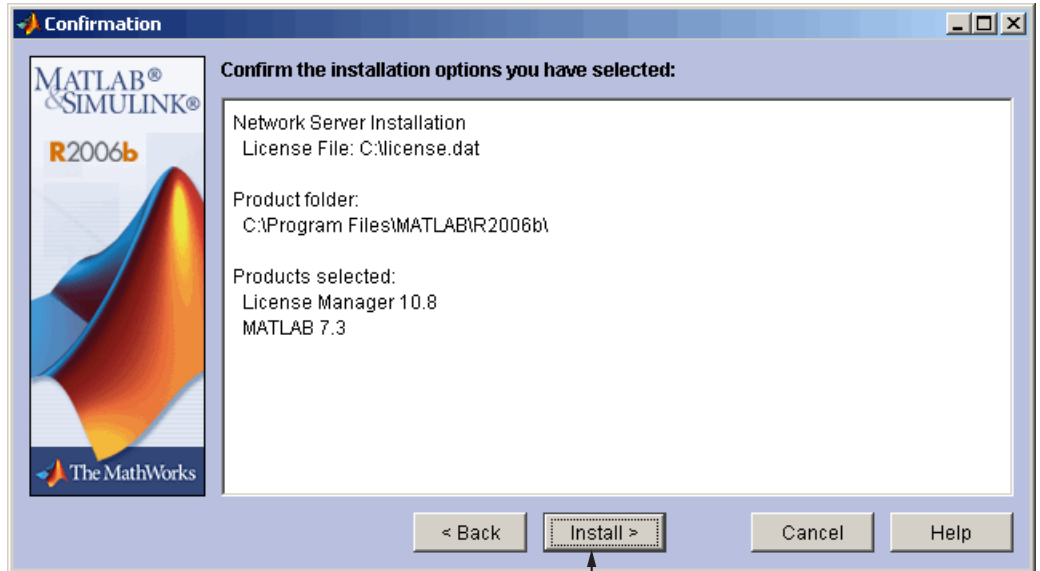 Confirmation
MATLAB®
&SIMULINK®
R2006b
The MathWorks
Confirm the installation options you have selected:
Network Server Installation
License File: C:\license.dat
Product folder:
C:\Program Files\MATLAB\R2006b\
Products selected:
License Manager 10.8
MATLAB 7.3
< Back
Install >
Cancel
Help